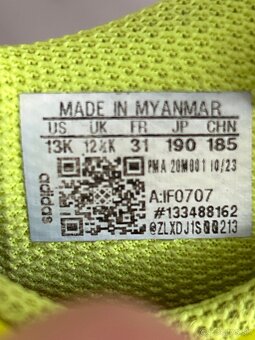 MADE IN MYANMAR
US UK FR JP CHN
13K 12½K 31 190 185
adidas
PMA 20M001 10/23
A:IF0707
#133488162
@ZLXDJ1S00213